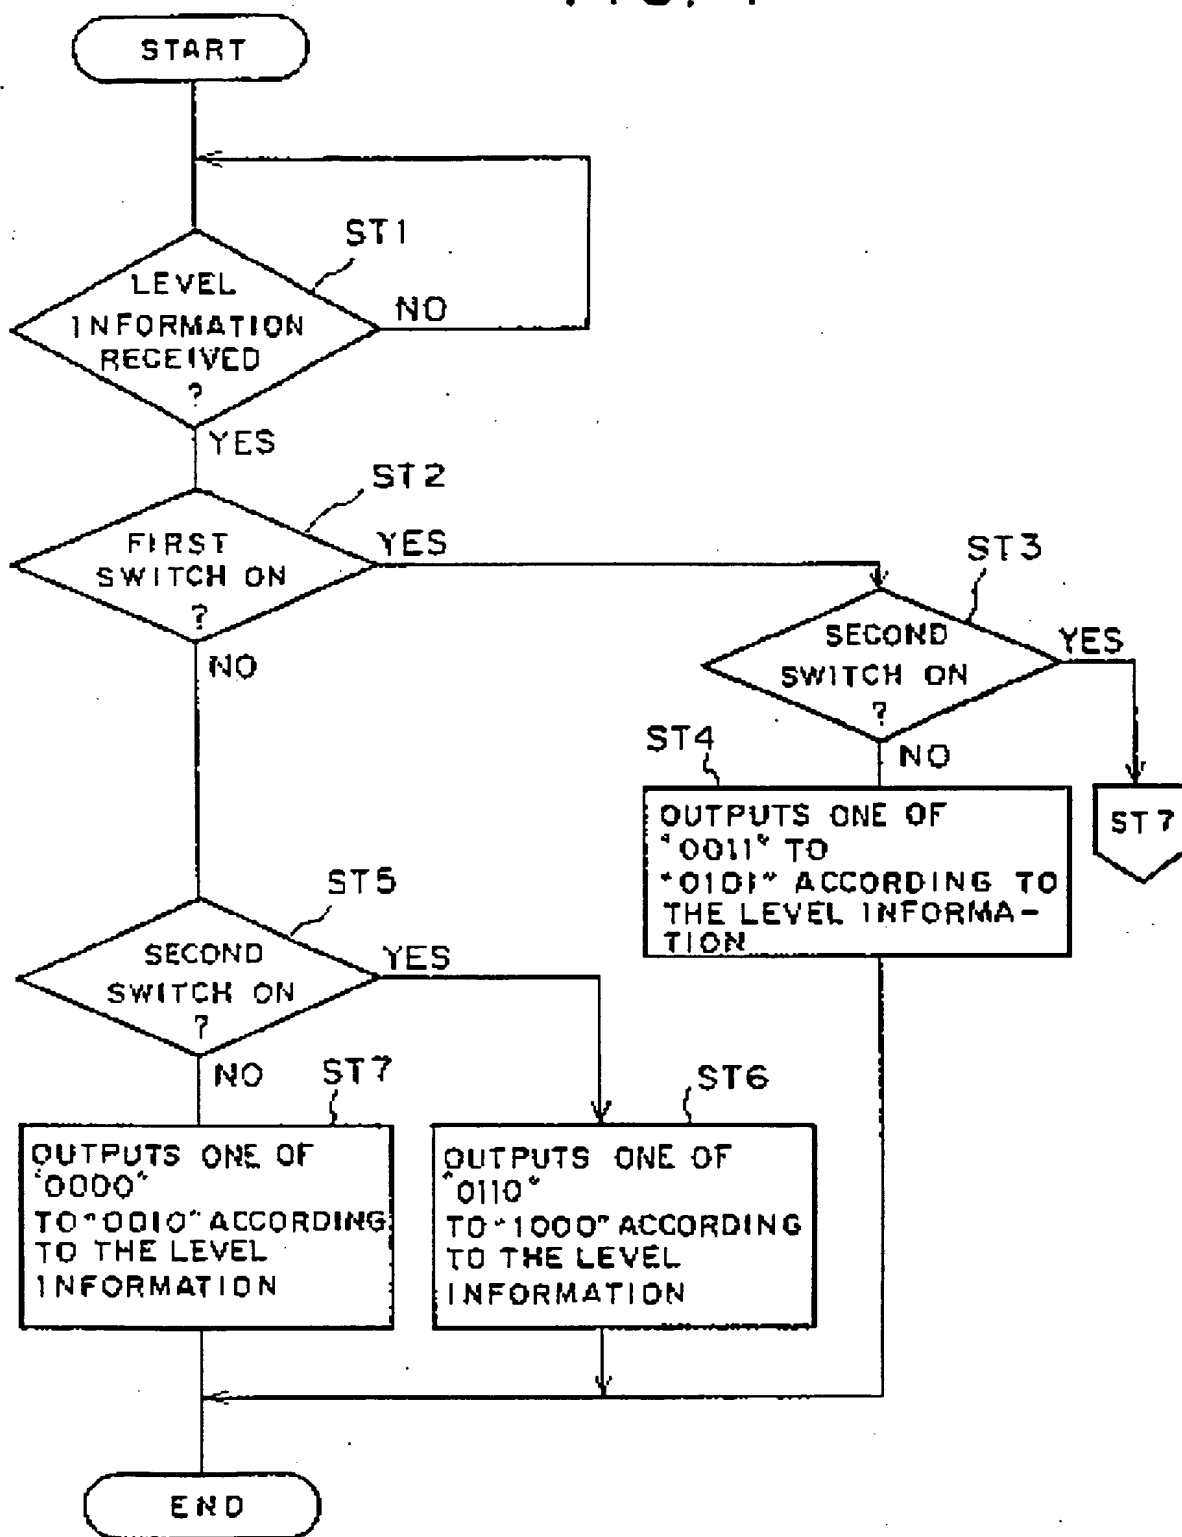 START
ST1
LEVEL
INFORMATION
RECEIVED
?
NO
YES
ST2
FIRST
SWITCH ON
?
YES
NO
ST3
SECOND
SWITCH ON
?
YES
NO
ST4
OUTPUTS ONE OF
"0011" TO
"0101" ACCORDING TO
THE LEVEL INFORMA-
TION
ST7
ST5
SECOND
SWITCH ON
?
YES
NO
ST7
OUTPUTS ONE OF
"0000"
TO "0010" ACCORDING
TO THE LEVEL
INFORMATION
ST6
OUTPUTS ONE OF
"0110"
TO "1000" ACCORDING
TO THE LEVEL
INFORMATION
END